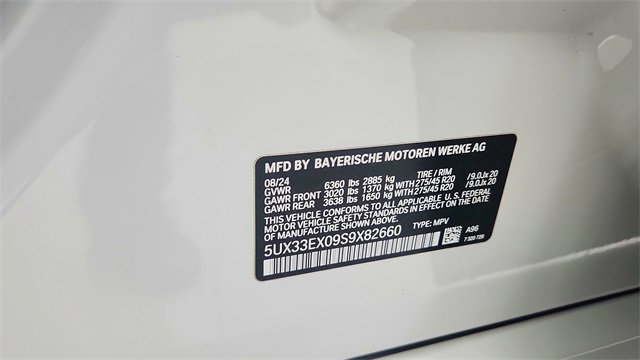 MFD BY BAYERISCHE MOTOREN WERKE AG
08/24 TIRE / RIM
GVWR 6360 lbs 2885 kg
GAWR FRONT 3020 lbs 1370 kg WITH 275/45 R20 /9.0Jx 20
GAWR REAR 3638 lbs 1650 kg WITH 275/45 R20 /9.0Jx 20
THIS VEHICLE CONFORMS TO ALL APPLICABLE U.S. FEDERAL
MOTOR VEHICLE SAFETY STANDARDS IN EFFECT ON THE DATE
OF MANUFACTURE SHOWN ABOVE.
5UX33EX09S9X82660 TYPE: MPV
A96